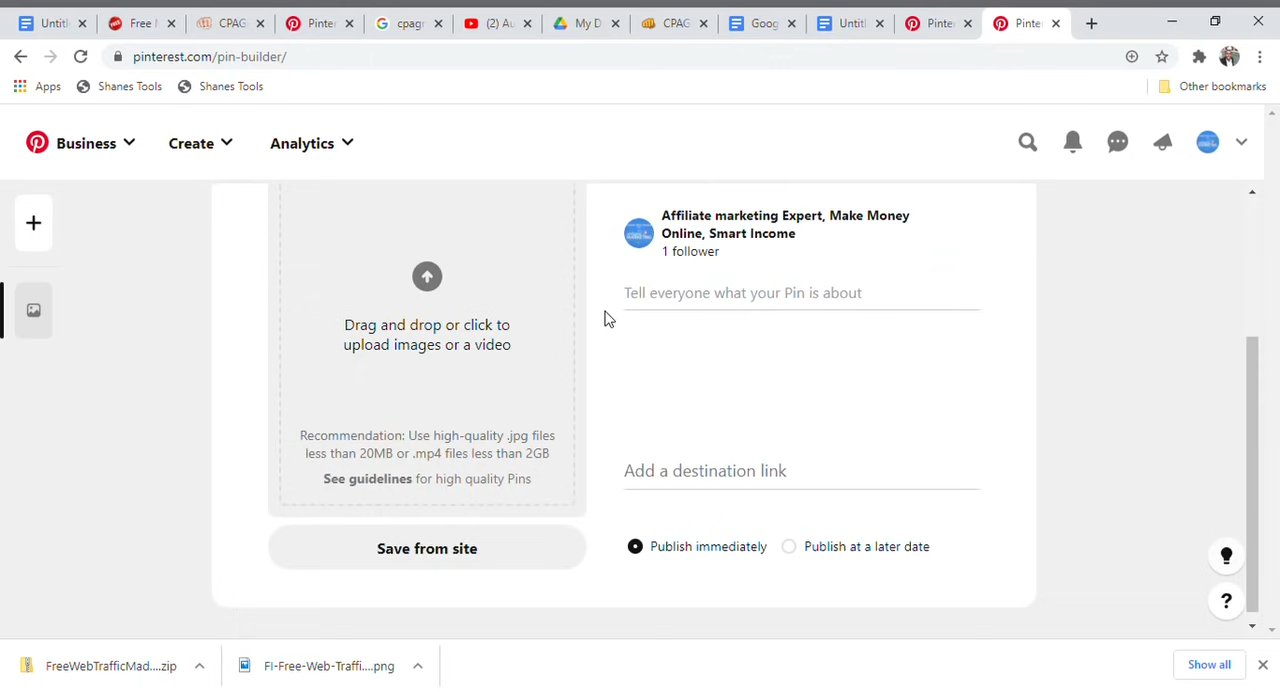 Untit
Free
CPAG
Pinte
cpagr
(2) Au
My D
CPAG
Goog
Untit
Pinte
Pinte
pinterest.com/pin-builder/
Apps
Shanes Tools
Shanes Tools
Other bookmarks
Business
Create
Analytics
Affiliate marketing Expert, Make Money
Online, Smart Income
1 follower
Tell everyone what your Pin is about
Drag and drop or click to
upload images or a video
Recommendation: Use high-quality .jpg files
less than 20MB or .mp4 files less than 2GB
See guidelines for high quality Pins
Add a destination link
Save from site
Publish immediately
Publish at a later date
?
FreeWebTrafficMad....zip
FI-Free-Web-Traffi....png
Show all